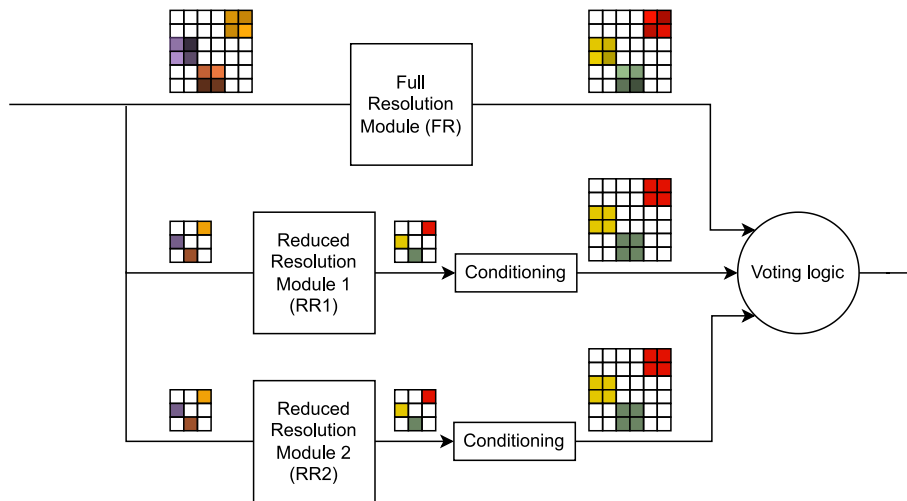 Full
Resolution
Module (FR)
Reduced
Resolution
Module 1
(RR1)
Conditioning
Voting logic
Reduced
Resolution
Module 2
(RR2)
Conditioning